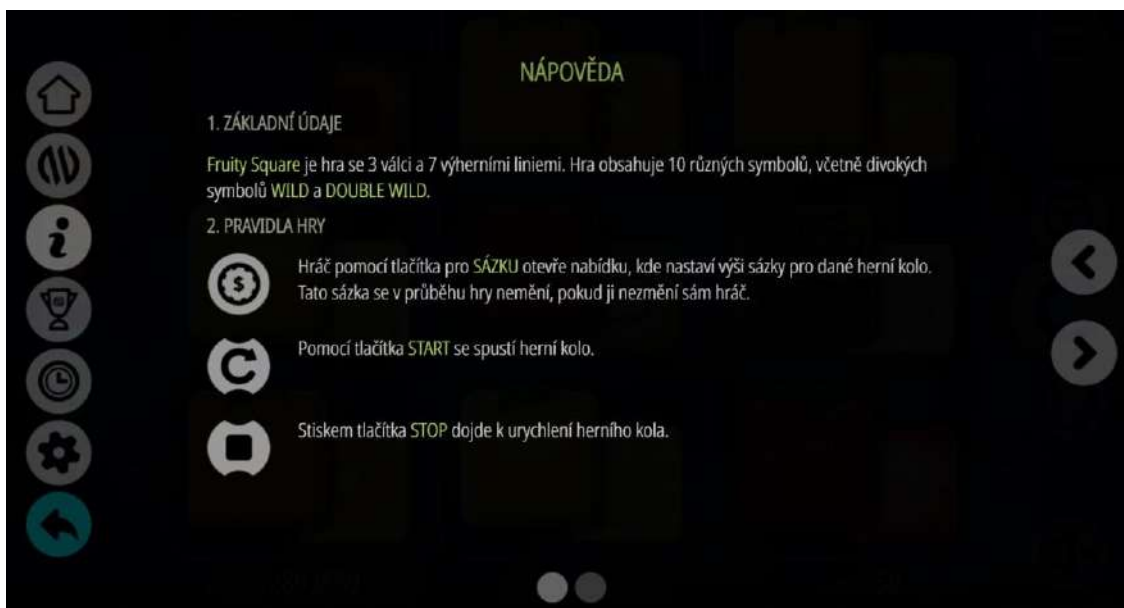 NÁPOVĚDA
1. ZÁKLADNÍ ÚDAJE
Fruity Square je hra se 3 válci a 7 výherními liniemi. Hra obsahuje 10 různých symbolů, včetně divokých
symbolů WILD a DOUBLE WILD.
2. PRAVIDLA HRY
Hráč pomocí tlačítka pro SÁZKU otevře nabídku, kde nastaví výši sázky pro dané herní kolo.
Tato sázka se v průběhu hry nemění, pokud ji nezmění sám hráč.
Pomocí tlačítka START se spustí herní kolo.
Stiskem tlačítka STOP dojde k urychlení herního kola.